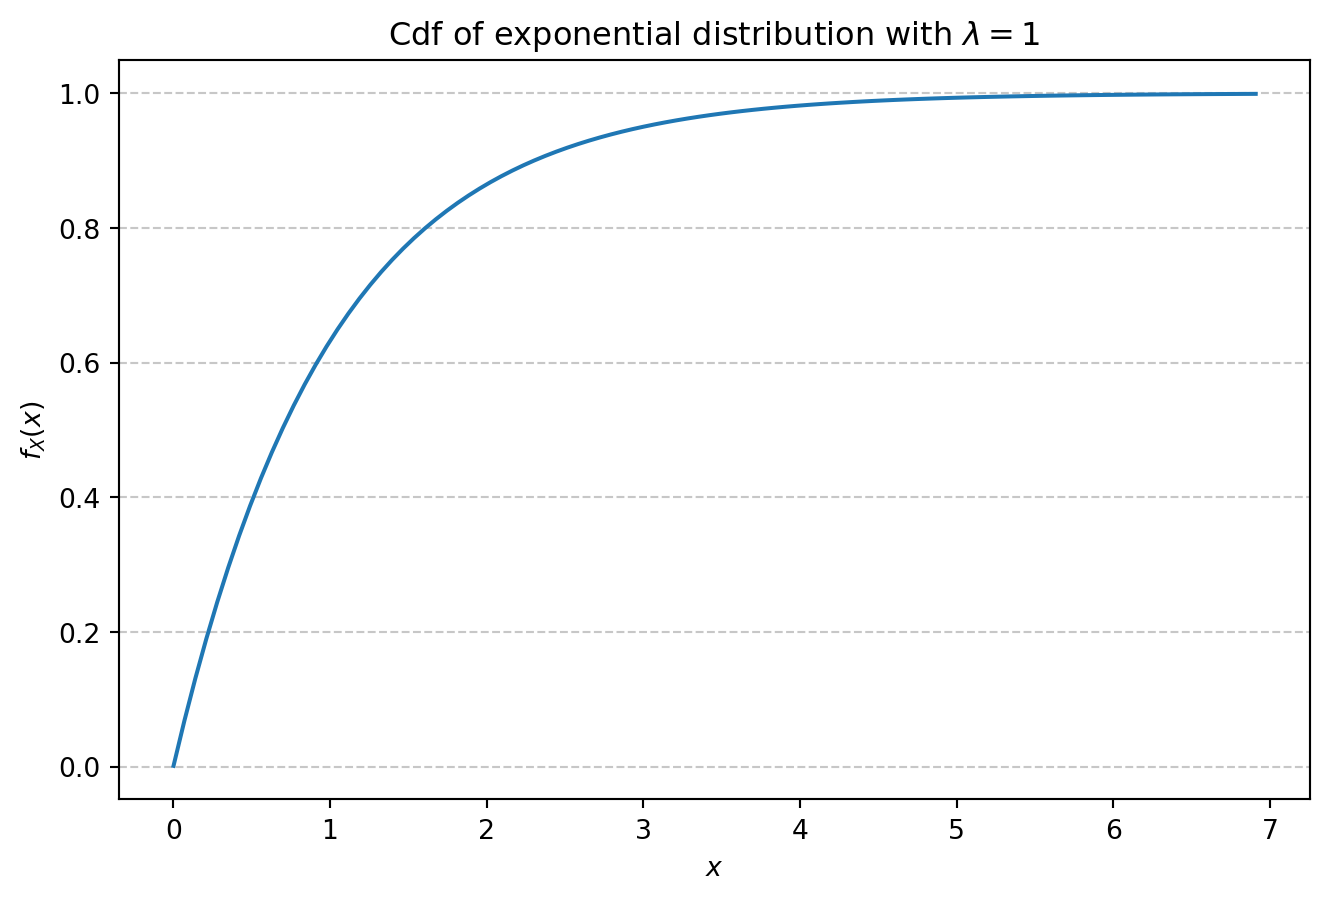 Cdf of exponential distribution with λ = 1
1.0
0.8
0.6
0.4
0.2
0.0
f_X(x)
0 1 2 3 4 5 6 7
x